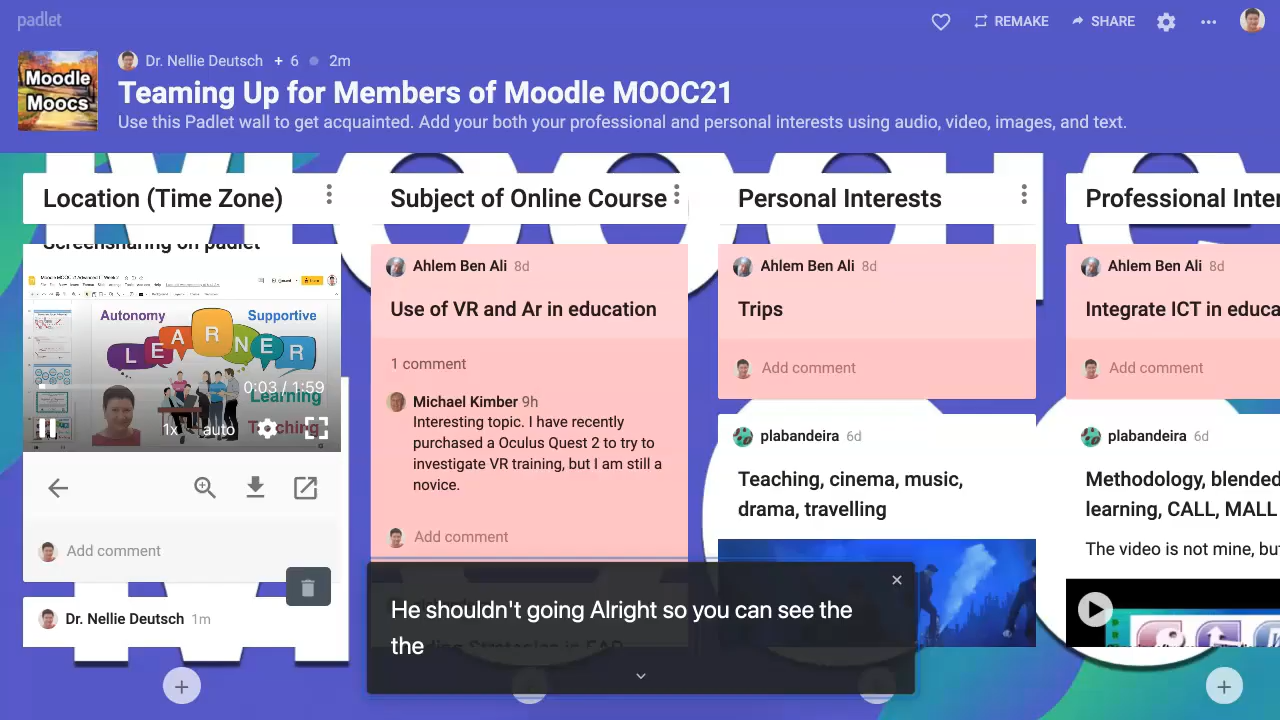 padlet
REMAKE
SHARE
Moodle
Moocs
Dr. Nellie Deutsch + 6 2m
Teaming Up for Members of Moodle MOOC21
Use this Padlet wall to get acquainted. Add your both your professional and personal interests using audio, video, images, and text.
Location (Time Zone)
Screensharing on padlet
Autonomy
Supportive
LEARNER
Learning
Teaching
0:03 / 1:59
1x auto
Add comment
Dr. Nellie Deutsch 1m
Subject of Online Course
Ahlem Ben Ali 8d
Use of VR and Ar in education
1 comment
Michael Kimber 9h
Interesting topic. I have recently
purchased a Oculus Quest 2 to try to
investigate VR training, but I am still a
novice.
Add comment
Personal Interests
Ahlem Ben Ali 8d
Trips
Add comment
plabandeira 6d
Teaching, cinema, music,
drama, travelling
Professional Inter
Ahlem Ben Ali 8d
Integrate ICT in educa
Add comment
plabandeira 6d
Methodology, blended
learning, CALL, MALL
The video is not mine, but
He shouldn't going Alright so you can see the
the